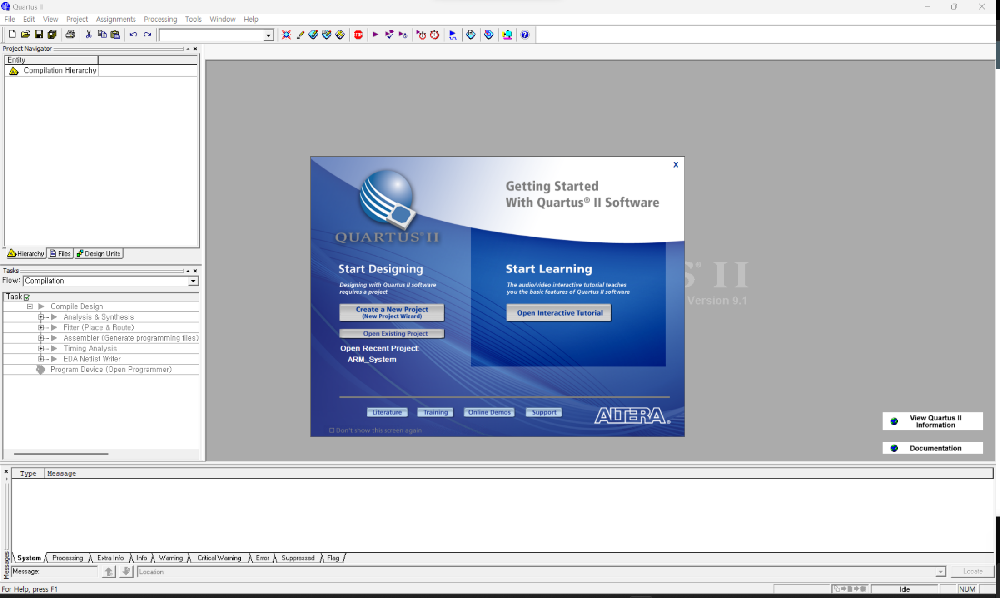 Quartus II
File Edit View Project Assignments Processing Tools Window Help
STOP
Project Navigator
Entity
Compilation Hierarchy
Hierarchy Files Design Units
Tasks
Flow: Compilation
Task
Compile Design
Analysis & Synthesis
Fitter (Place & Route)
Assembler (Generate programming files)
Timing Analysis
EDA Netlist Writer
Program Device (Open Programmer)
X
Getting Started
With Quartus® II Software
QUARTUS® II
Start Designing
Designing with Quartus II software
requires a project
Create a New Project
(New Project Wizard)
Open Existing Project
Open Recent Project:
ARM_System
Start Learning
The audio/video interactive tutorial teaches
you the basic features of Quartus II software
Open Interactive Tutorial
Literature Training Online Demos Support
ALTERA®
Don't show this screen again
S® II
Version 9.1
View Quartus II
Information
Documentation
Type Message
System Processing Extra Info Info Warning Critical Warning Error Suppressed Flag
Messages
Message: Location: Locate
For Help, press F1 Idle NUM